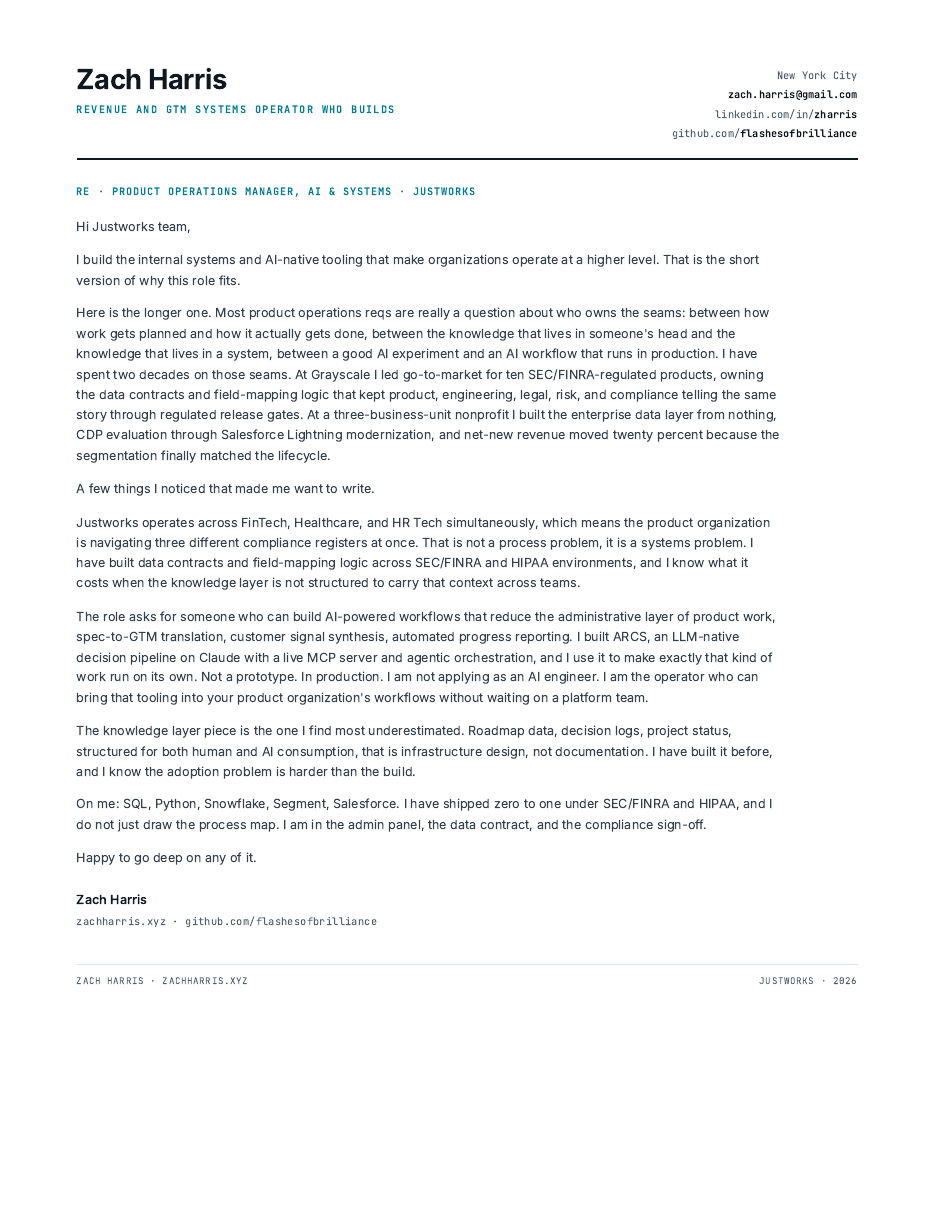 Zach Harris
REVENUE AND GTM SYSTEMS OPERATOR WHO BUILDS
New York City
zach.harris@gmail.com
linkedin.com/in/zharris
github.com/flashesofbrilliance
RE · PRODUCT OPERATIONS MANAGER, AI & SYSTEMS · JUSTWORKS
Hi Justworks team,
I build the internal systems and AI-native tooling that make organizations operate at a higher level. That is the short
version of why this role fits.
Here is the longer one. Most product operations reqs are really a question about who owns the seams: between how
work gets planned and how it actually gets done, between the knowledge that lives in someone's head and the
knowledge that lives in a system, between a good AI experiment and an AI workflow that runs in production. I have
spent two decades on those seams. At Grayscale I led go-to-market for ten SEC/FINRA-regulated products, owning
the data contracts and field-mapping logic that kept product, engineering, legal, risk, and compliance telling the same
story through regulated release gates. At a three-business-unit nonprofit I built the enterprise data layer from nothing,
CDP evaluation through Salesforce Lightning modernization, and net-new revenue moved twenty percent because the
segmentation finally matched the lifecycle.
A few things I noticed that made me want to write.
Justworks operates across FinTech, Healthcare, and HR Tech simultaneously, which means the product organization
is navigating three different compliance registers at once. That is not a process problem, it is a systems problem. I
have built data contracts and field-mapping logic across SEC/FINRA and HIPAA environments, and I know what it
costs when the knowledge layer is not structured to carry that context across teams.
The role asks for someone who can build AI-powered workflows that reduce the administrative layer of product work,
spec-to-GTM translation, customer signal synthesis, automated progress reporting. I built ARCS, an LLM-native
decision pipeline on Claude with a live MCP server and agentic orchestration, and I use it to make exactly that kind of
work run on its own. Not a prototype. In production. I am not applying as an AI engineer. I am the operator who can
bring that tooling into your product organization's workflows without waiting on a platform team.
The knowledge layer piece is the one I find most underestimated. Roadmap data, decision logs, project status,
structured for both human and AI consumption, that is infrastructure design, not documentation. I have built it before,
and I know the adoption problem is harder than the build.
On me: SQL, Python, Snowflake, Segment, Salesforce. I have shipped zero to one under SEC/FINRA and HIPAA, and I
do not just draw the process map. I am in the admin panel, the data contract, and the compliance sign-off.
Happy to go deep on any of it.
Zach Harris
zachharris.xyz · github.com/flashesofbrilliance
ZACH HARRIS · ZACHHARRIS.XYZ
JUSTWORKS · 2026